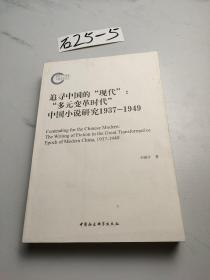 石25-5
追寻中国的“现代”：
“多元变革时代”
中国小说研究1937-1949
Contending for the Chinese Modern:
The Writing of Fiction in the Great Transformative
Epoch of Modern China, 1937-1949
著
中国社会科学出版社